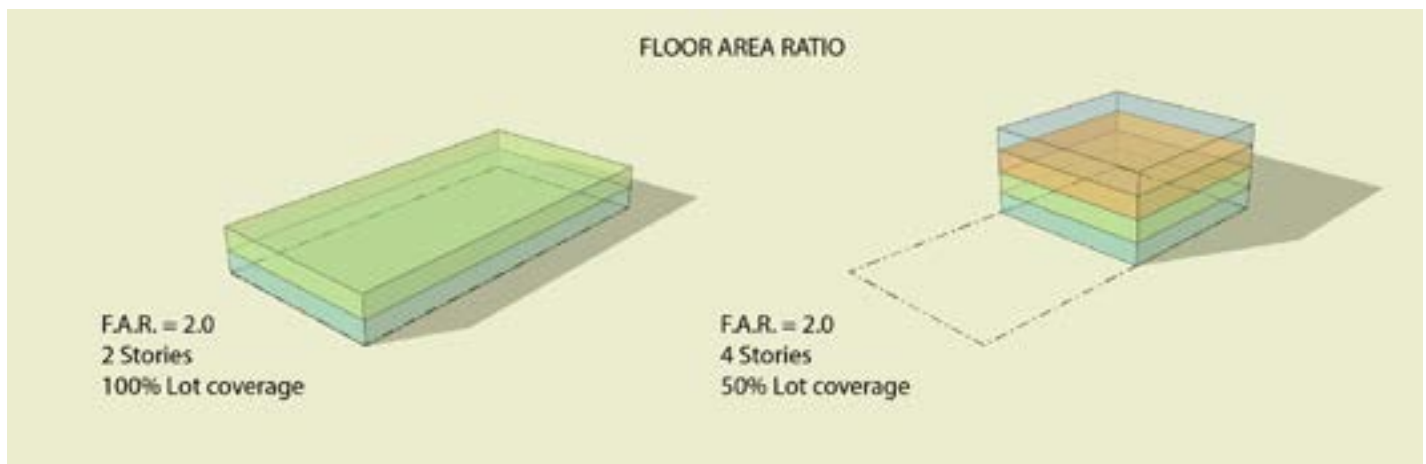 FLOOR AREA RATIO
F.A.R. = 2.0
2 Stories
100% Lot coverage
F.A.R. = 2.0
4 Stories
50% Lot coverage